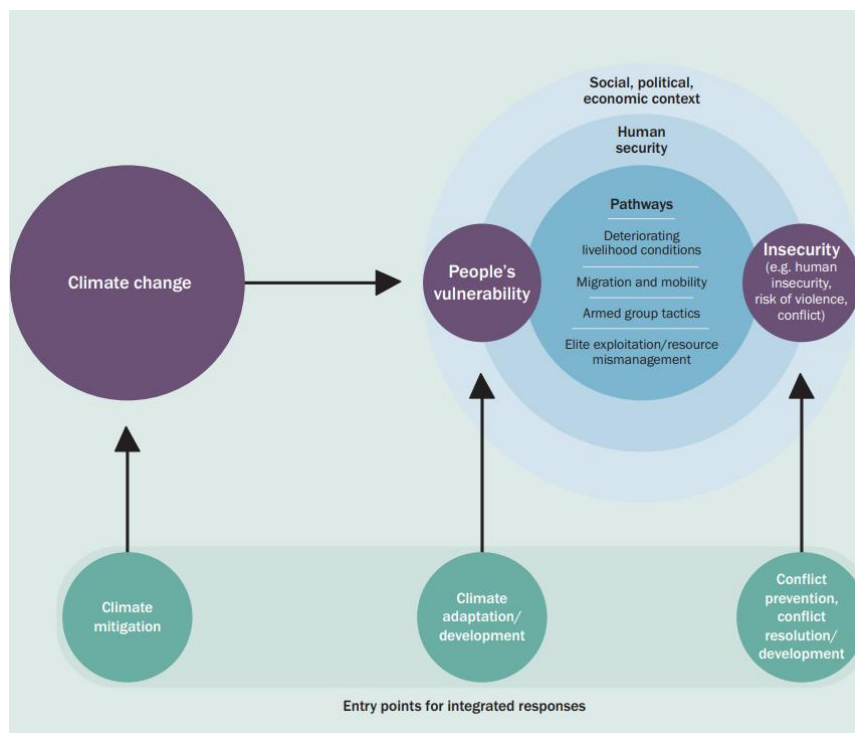 Social, political,
economic context
Human
security
Pathways
Deteriorating
livelihood conditions
Migration and mobility
Armed group tactics
Elite exploitation/resource
mismanagement
Climate change
People's
vulnerability
Insecurity
(e.g. human
insecurity,
risk of violence,
conflict)
Climate
mitigation
Climate
adaptation/
development
Conflict
prevention,
conflict
resolution/
development
Entry points for integrated responses